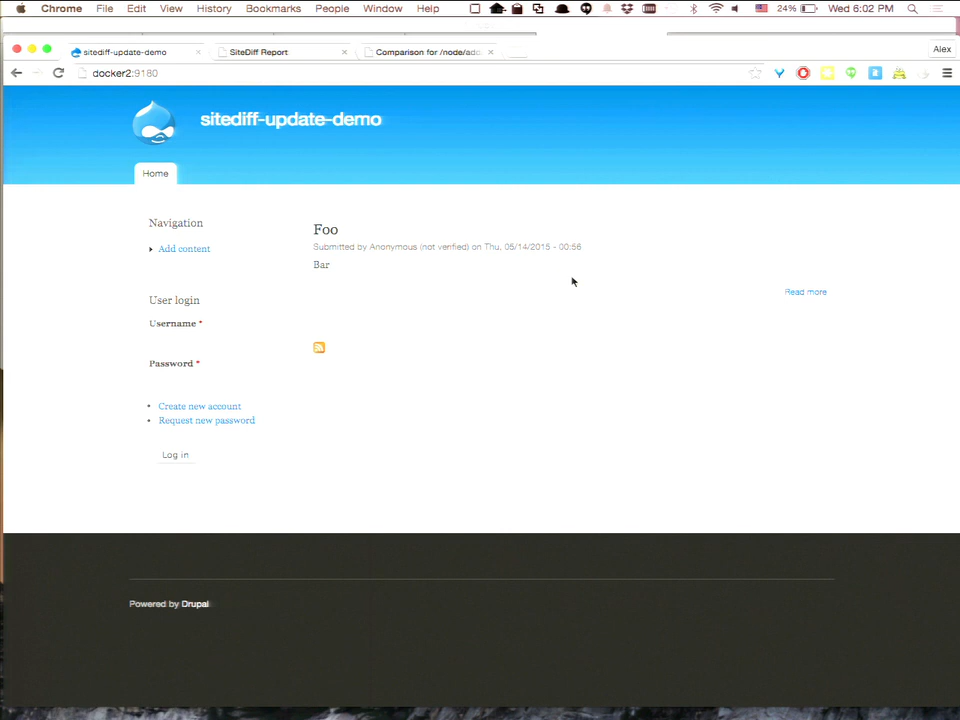 Chrome File Edit View History Bookmarks People Window Help 24% Wed 6:02 PM
sitediff-update-demo SiteDiff Report Comparison for /node/add
Alex
docker2:9180
sitediff-update-demo
Home
Navigation
Add content
Foo
Submitted by Anonymous (not verified) on Thu, 05/14/2015 - 00:56
Bar
Read more
User login
Username *
Password *
Create new account
Request new password
Log in
Powered by Drupal